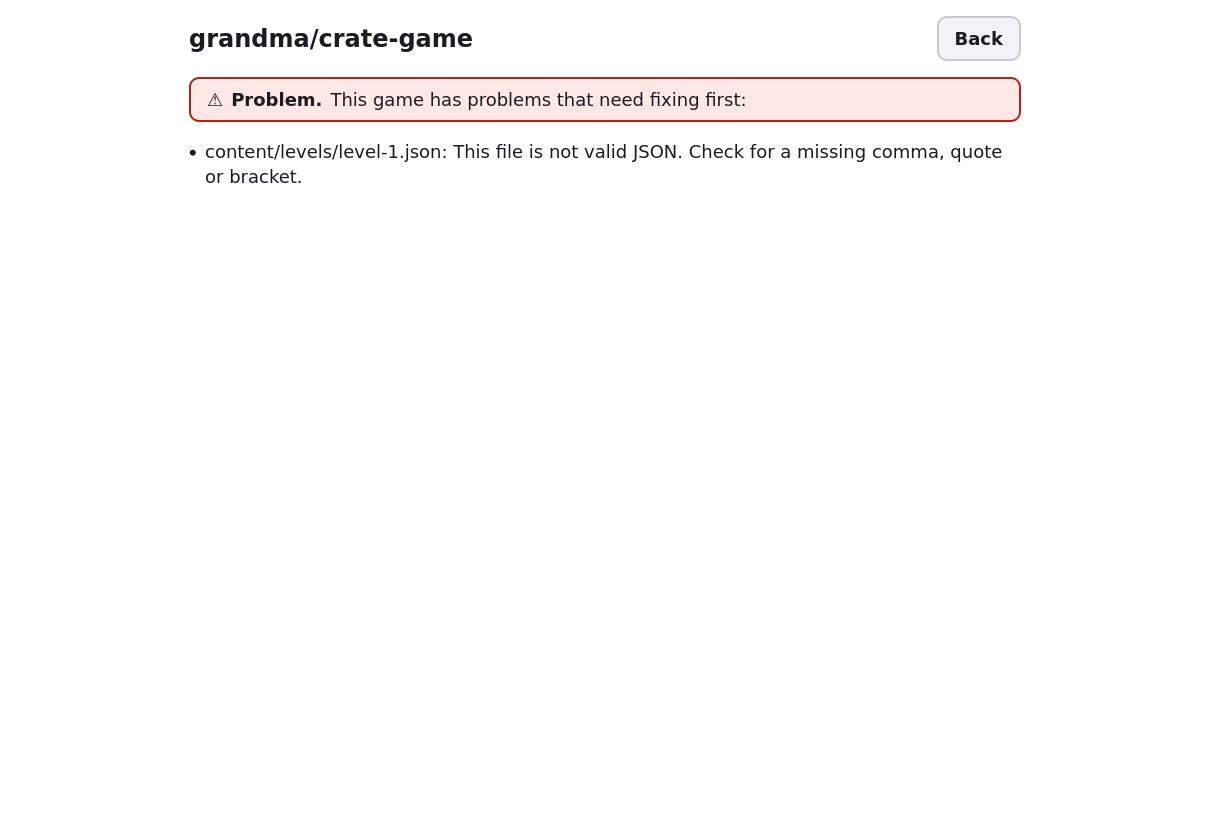 grandma/crate-game
Back
⚠ Problem. This game has problems that need fixing first:
• content/levels/level-1.json: This file is not valid JSON. Check for a missing comma, quote
or bracket.